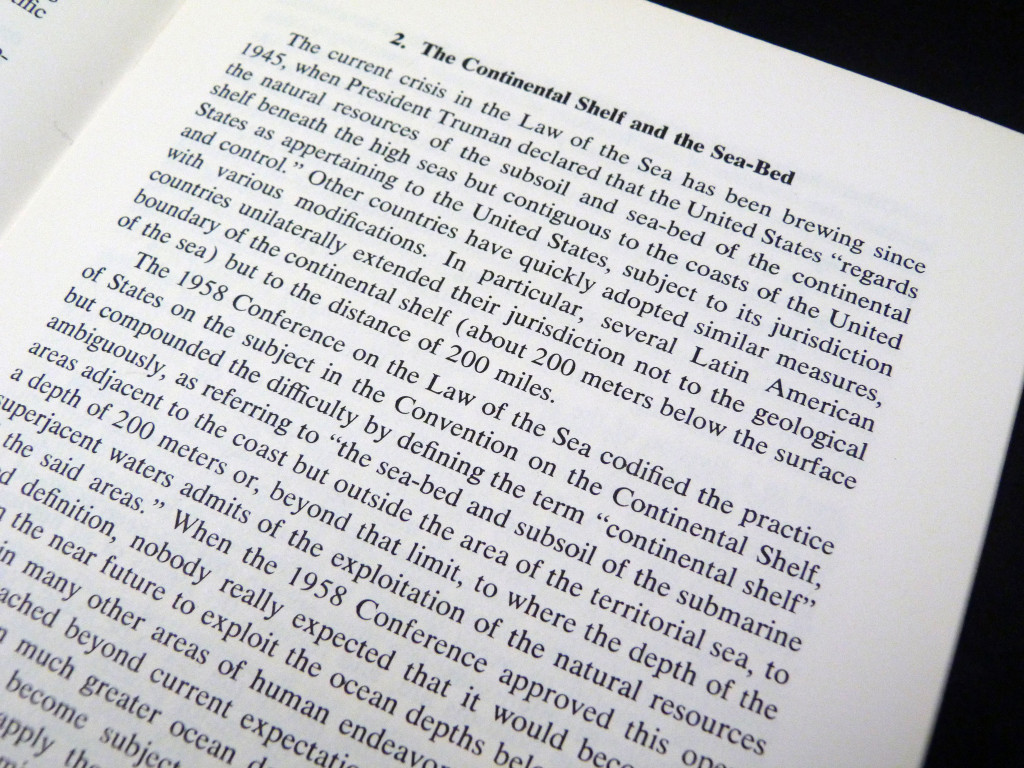 ific
2. The Continental Shelf and the Sea-Bed
The current crisis in the Law of the Sea has been brewing since
1945, when President Truman declared that the United States “regards
the natural resources of the subsoil and sea-bed of the continental
shelf beneath the high seas but contiguous to the coasts of the United
States as appertaining to the United States, subject to its jurisdiction
and control.” Other countries have quickly adopted similar measures,
with various modifications. In particular, several Latin American
countries unilaterally extended their jurisdiction not to the geological
boundary of the continental shelf (about 200 meters below the surface
of the sea) but to the distance of 200 miles.
The 1958 Conference on the Law of the Sea codified the practice
of States on the subject in the Convention on the Continental Shelf,
but compounded the difficulty by defining the term “continental shelf”
ambiguously, as referring to “the sea-bed and subsoil of the submarine
areas adjacent to the coast but outside the area of the territorial sea, to
a depth of 200 meters or, beyond that limit, to where the depth of the
superjacent waters admits of the exploitation of the natural resources
the said areas.” When the 1958 Conference approved this ope
d definition, nobody really expected that it would beco
the near future to exploit the ocean depths belo
in many other areas of human endeavor
ached beyond current expectatio
much greater ocean d
become subject
apply the